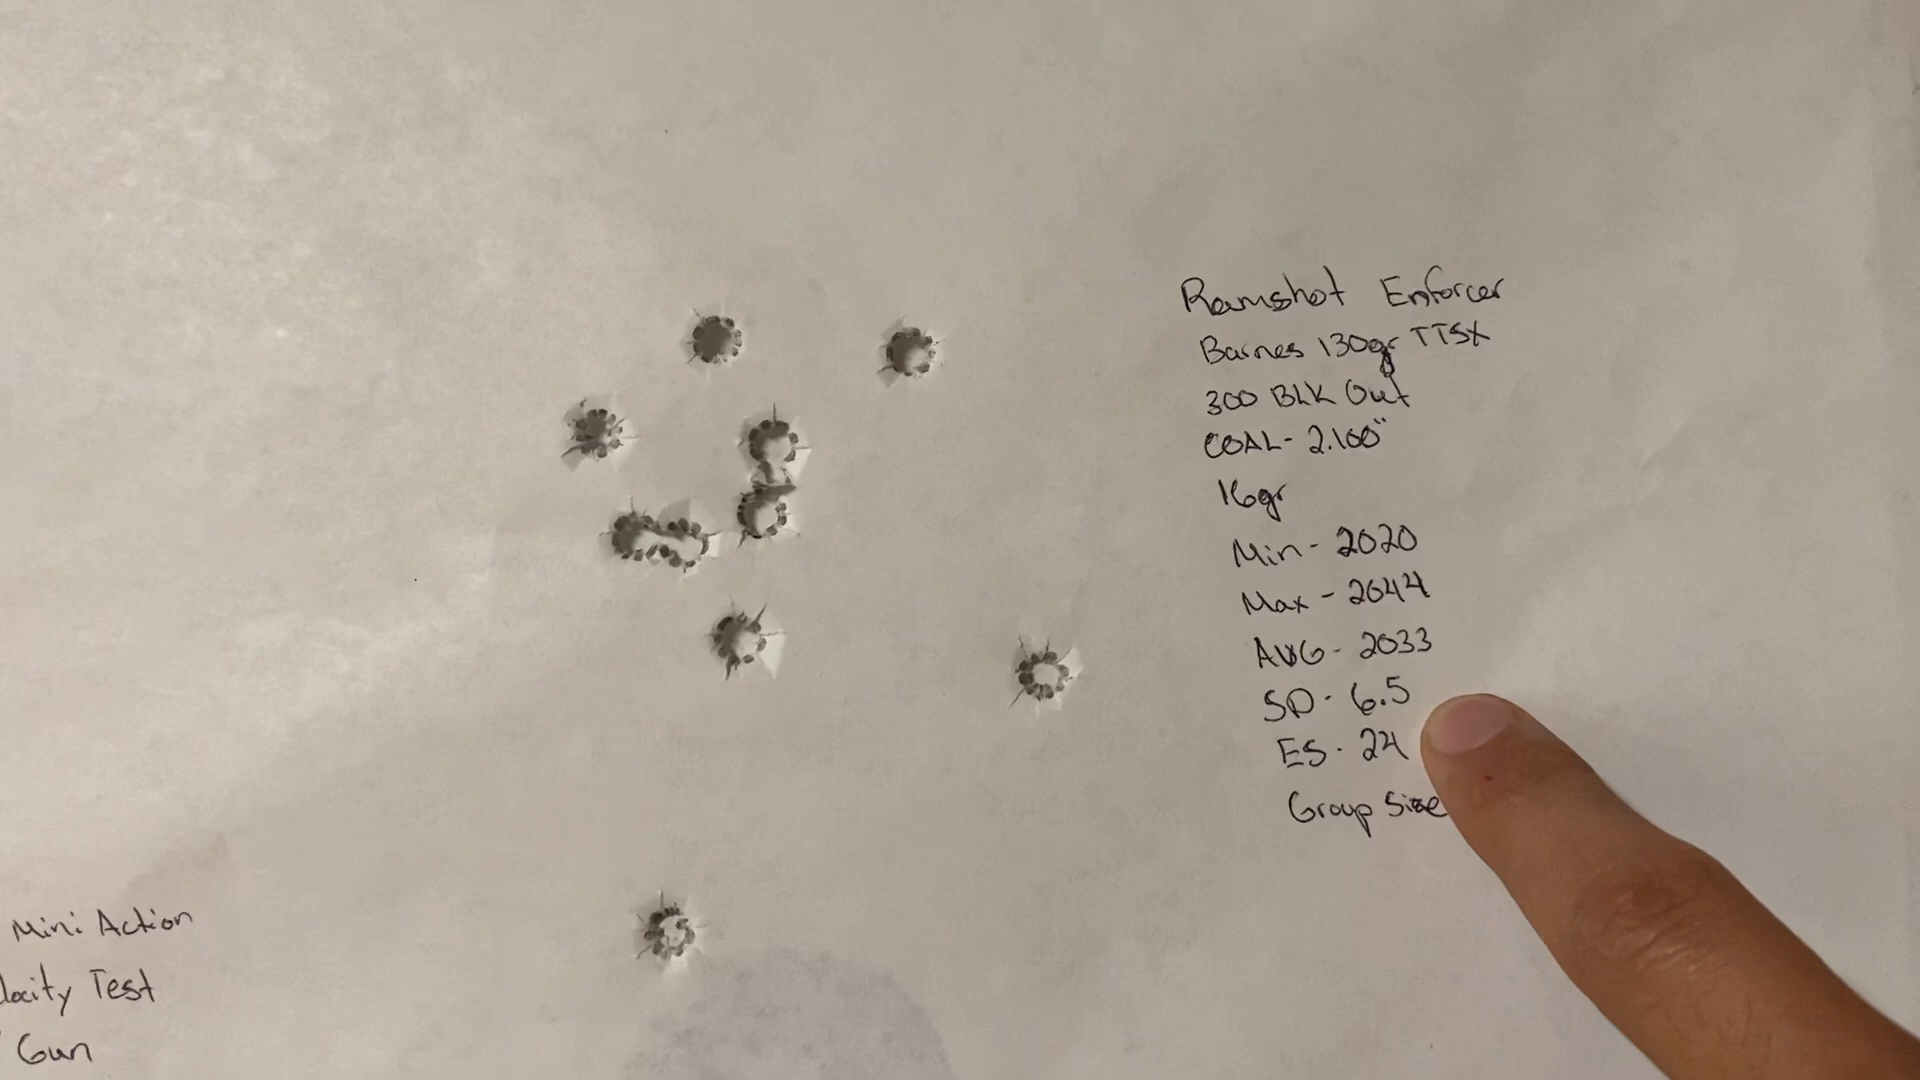 Ramshot Enforcer
Barnes 130gr TTSX
300 BLK Out
COAL- 2.100"
16gr
Min- 2020
Max - 2044
AVG- 2033
SD- 6.5
ES- 24
Group Size
Mini Action
Test
Gun